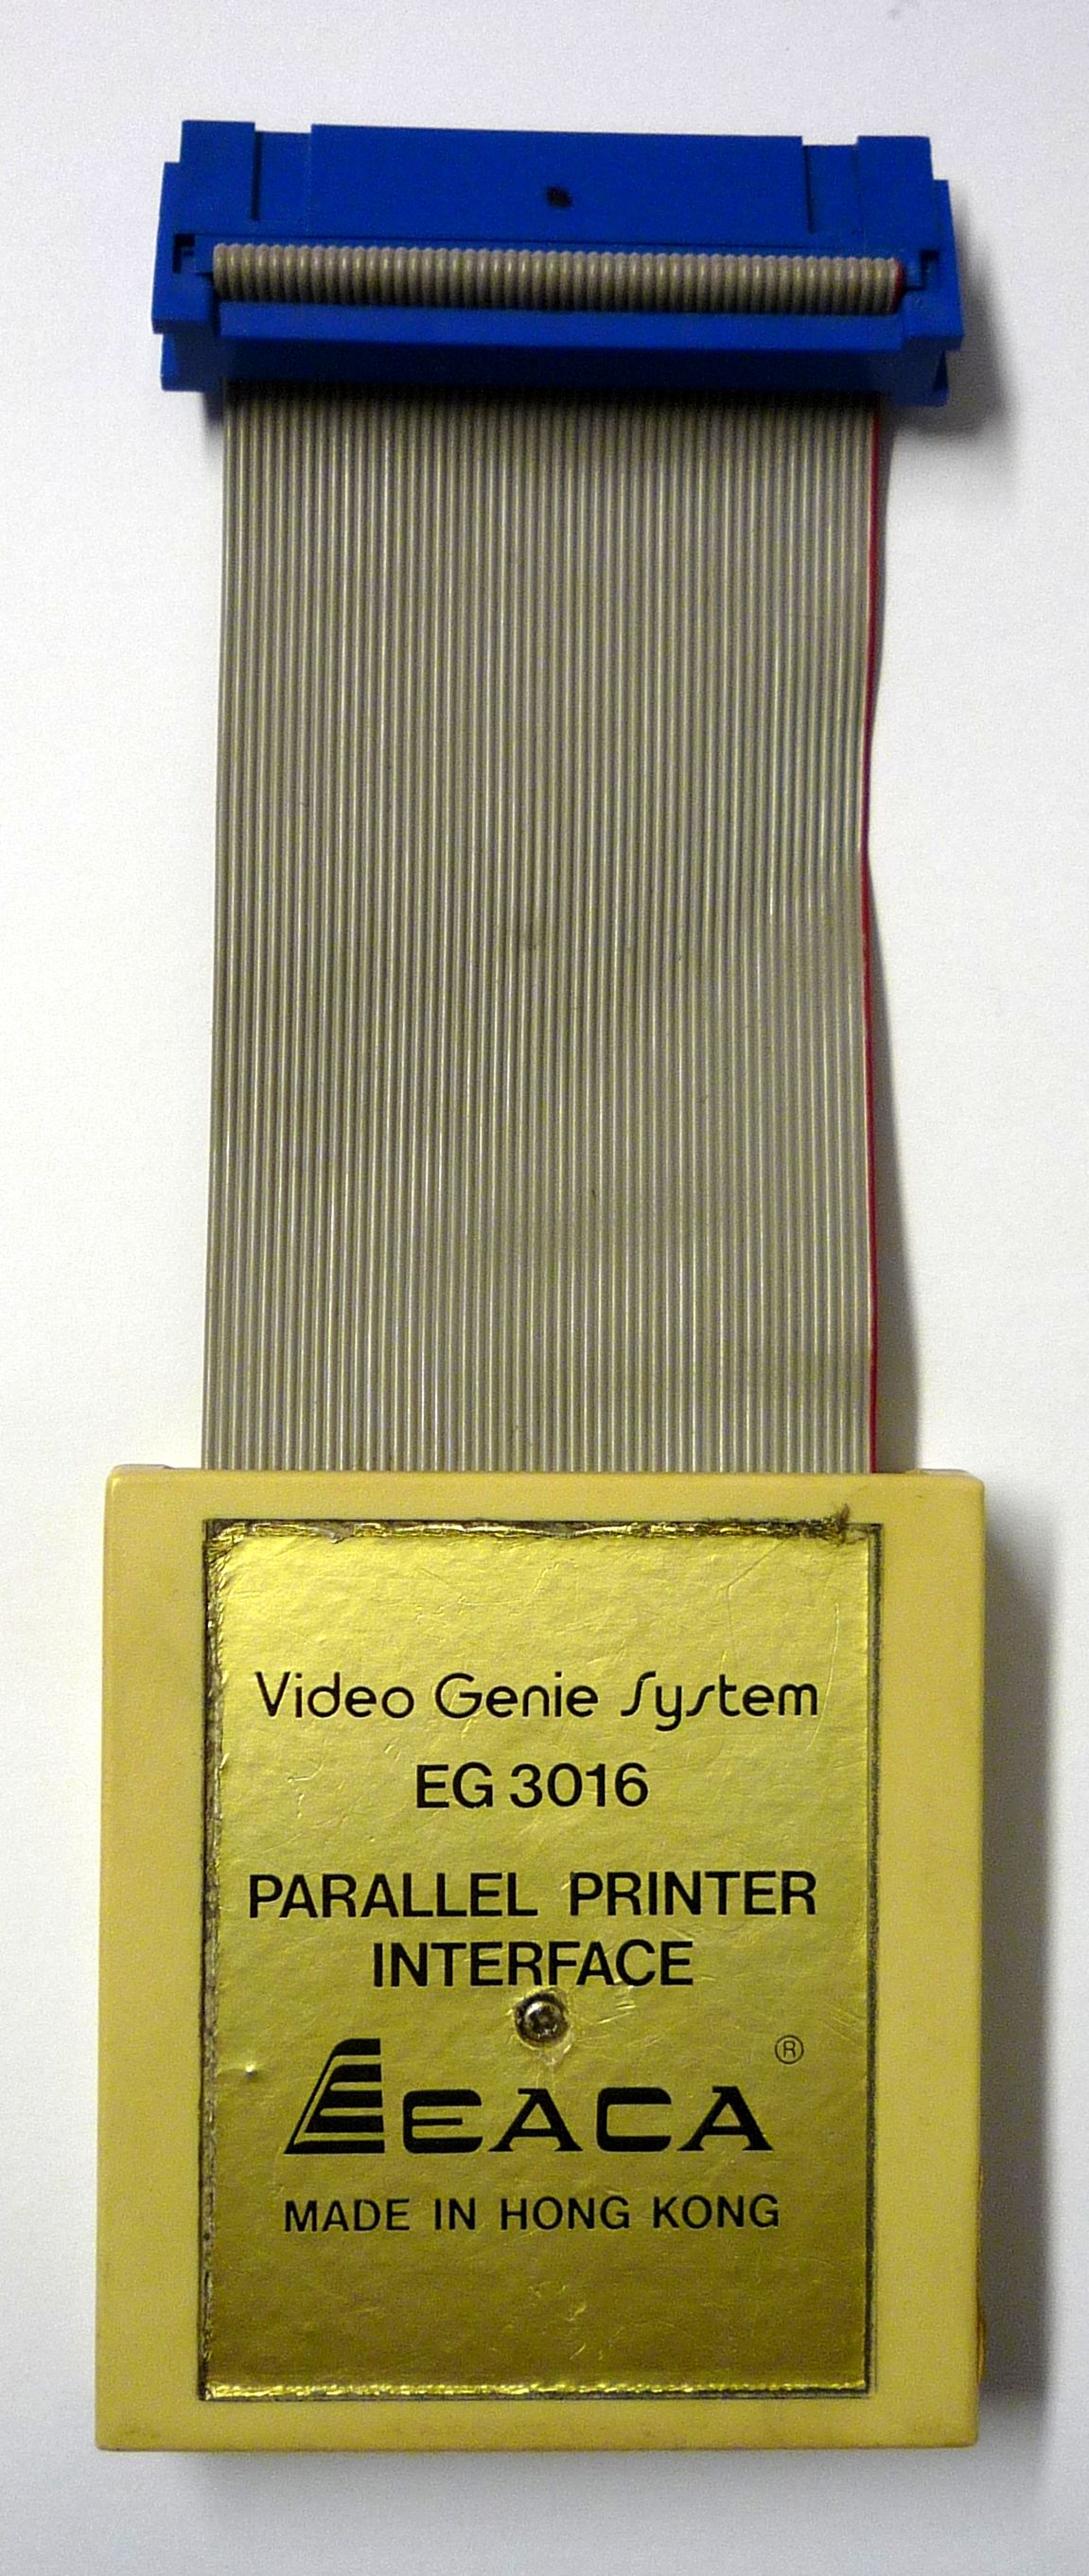 Video Genie System
EG 3016
PARALLEL PRINTER
INTERFACE
®
EACA
MADE IN HONG KONG